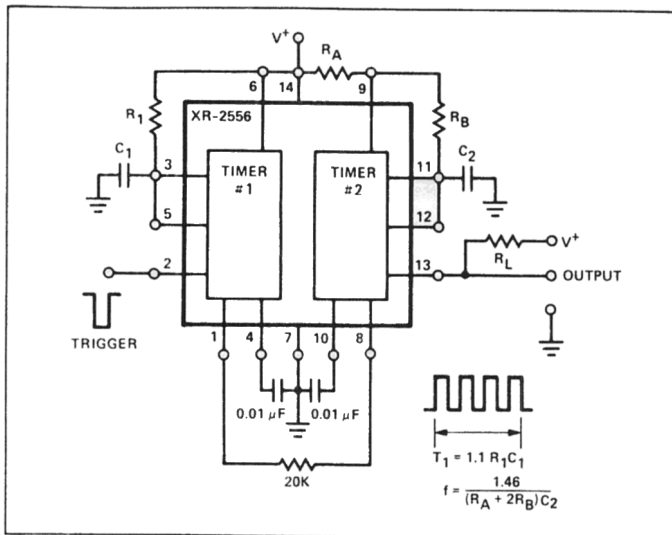 V+
RA
6
14
9
R1
XR-2556
RB
C1
3
TIMER
#1
TIMER
#2
11
C2
5
12
V+
RL
2
13
OUTPUT
TRIGGER
1
4
7
10
8
0.01 μF
0.01 μF
20K
T1 = 1.1 R1C1
f = 1.46
(RA + 2RB)C2